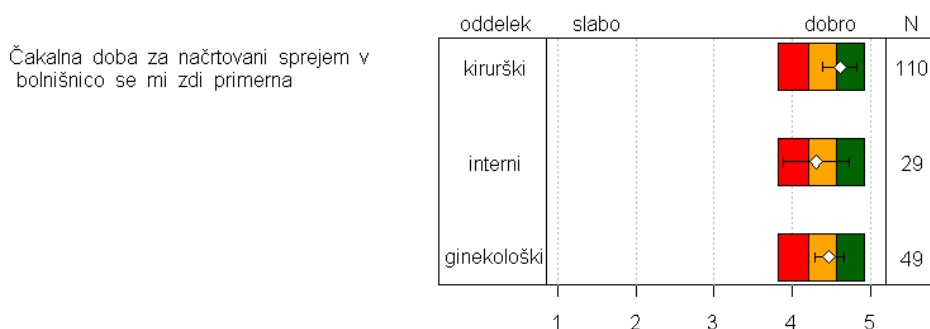 oddelek slabo dobro N
Čakalna doba za načrtovani sprejem v
bolnišnico se mi zdi primerna
kirurški 110
interni 29
ginekološki 49
1 2 3 4 5